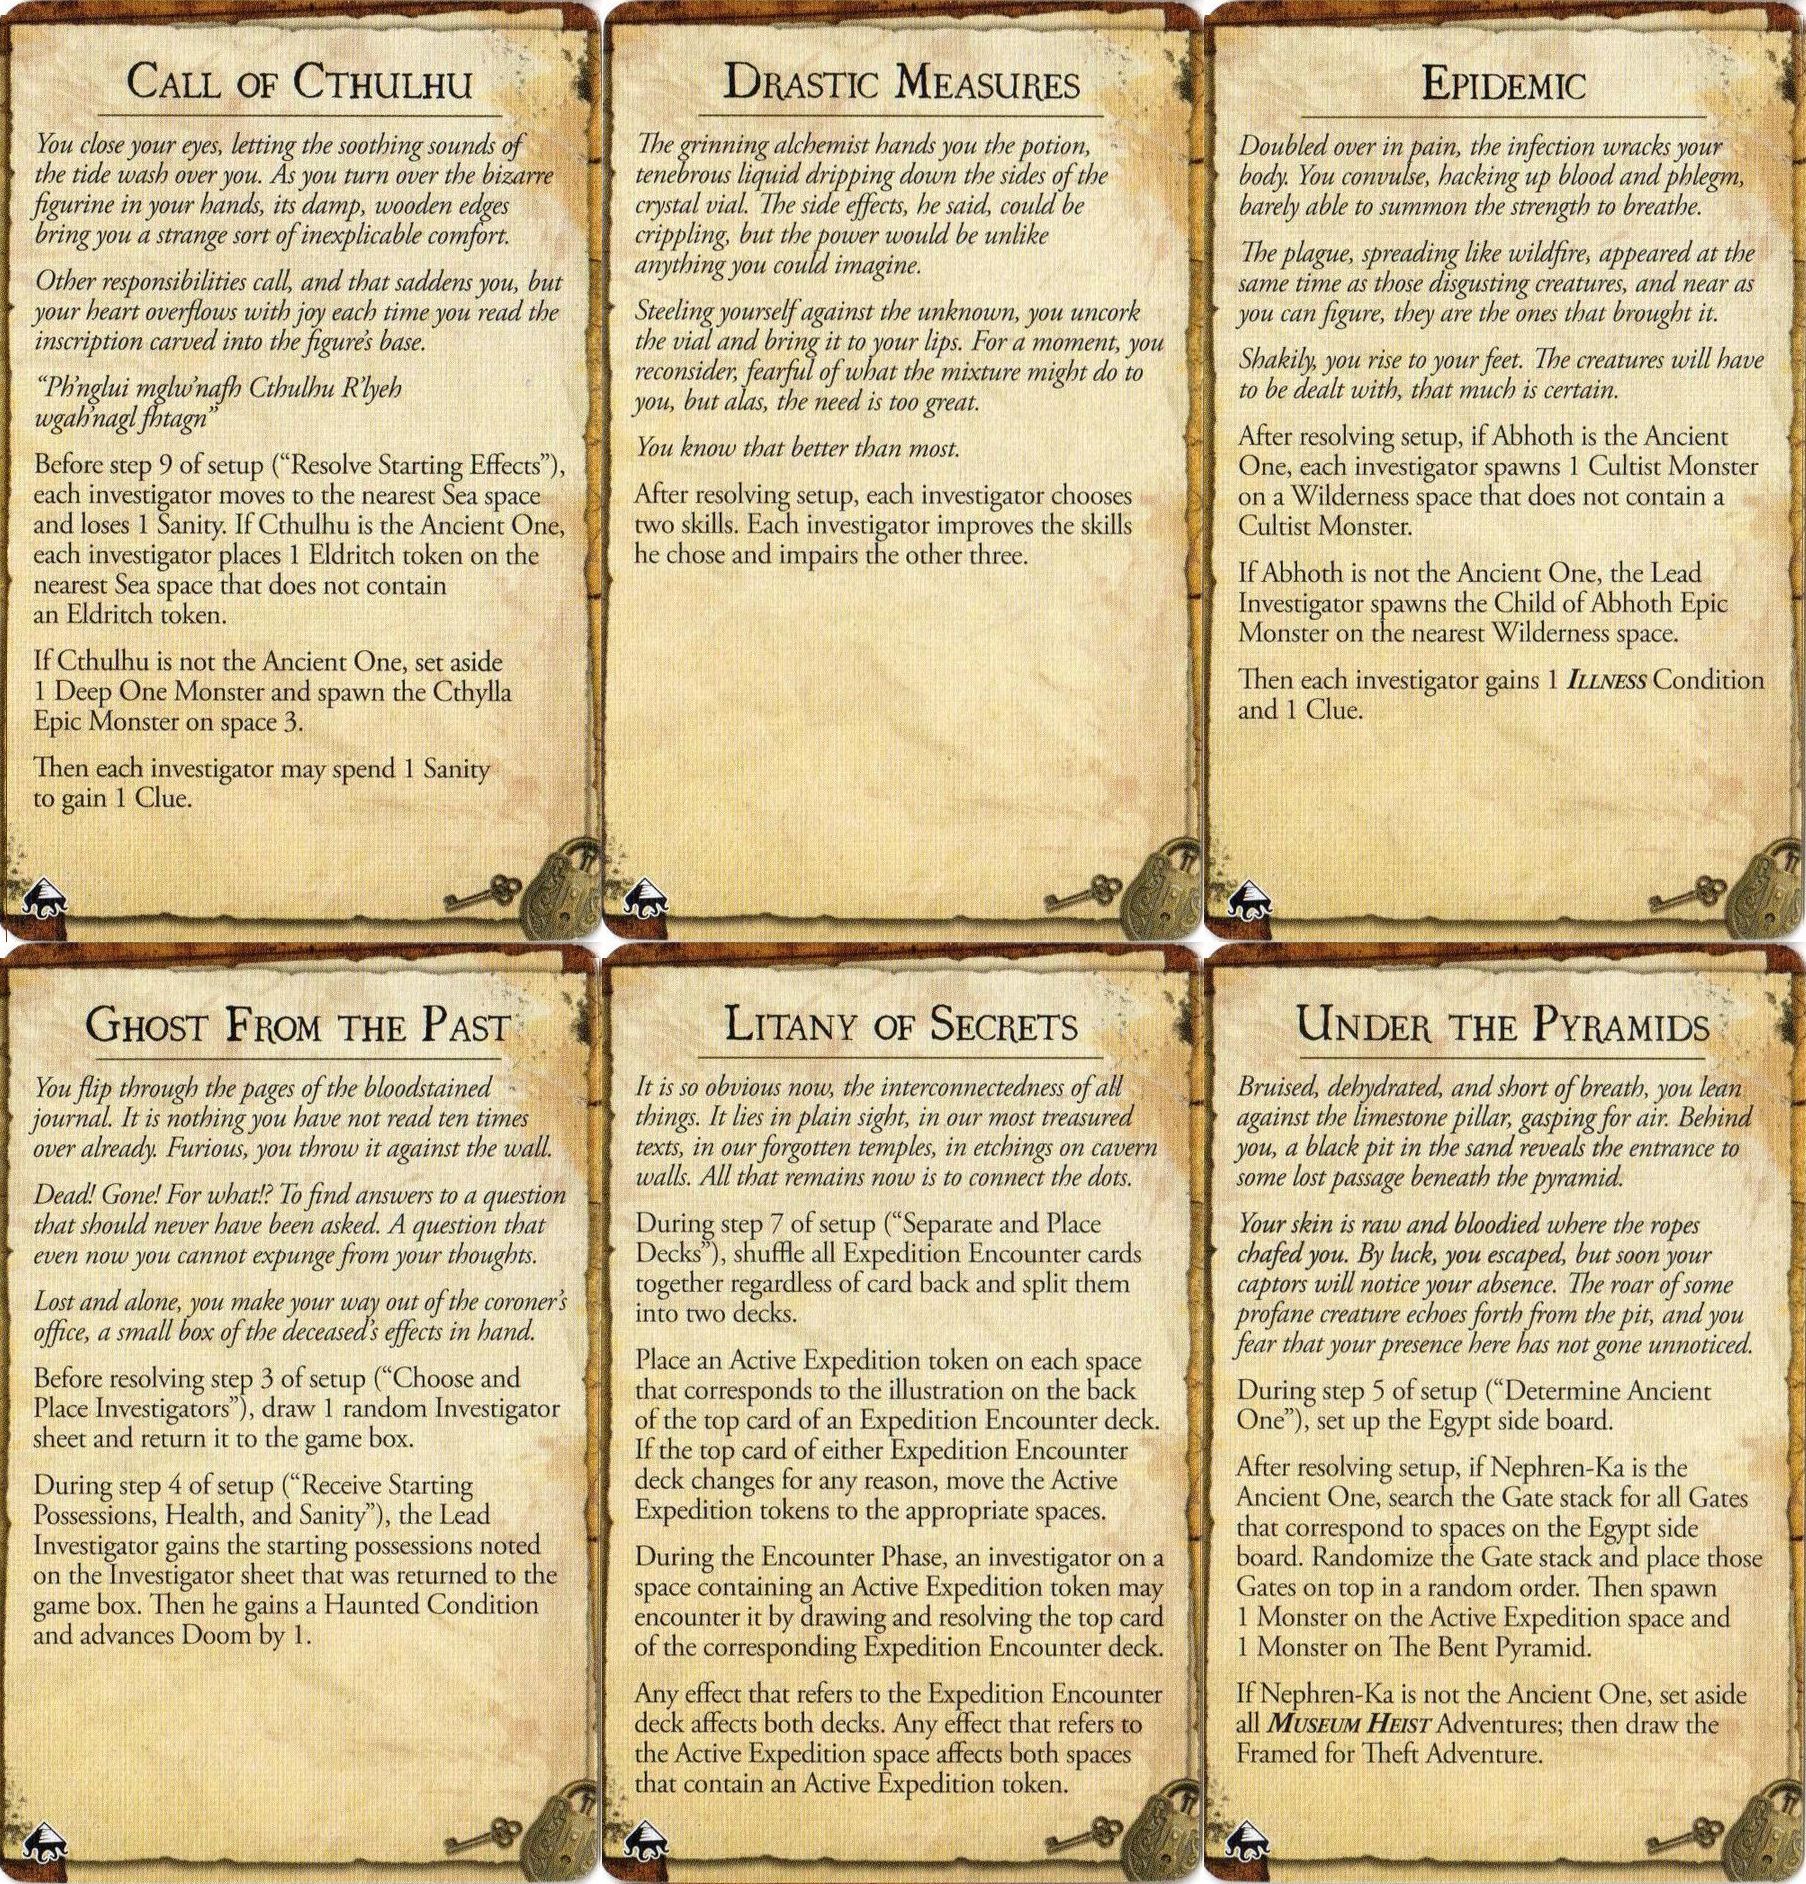 CALL OF CTHULHU
You close your eyes, letting the soothing sounds of
the tide wash over you. As you turn over the bizarre
figurine in your hands, its damp, wooden edges
bring you a strange sort of inexplicable comfort.
Other responsibilities call, and that saddens you, but
your heart overflows with joy each time you read the
inscription carved into the figure's base.
“Ph'nglui mglw'nafh Cthulhu R'lyeh
wgah'nagl fhtagn”
Before step 9 of setup (“Resolve Starting Effects”),
each investigator moves to the nearest Sea space
and loses 1 Sanity. If Cthulhu is the Ancient One,
each investigator places 1 Eldritch token on the
nearest Sea space that does not contain
an Eldritch token.
If Cthulhu is not the Ancient One, set aside
1 Deep One Monster and spawn the Cthylla
Epic Monster on space 3.
Then each investigator may spend 1 Sanity
to gain 1 Clue.
DRASTIC MEASURES
The grinning alchemist hands you the potion,
tenebrous liquid dripping down the sides of the
crystal vial. The side effects, he said, could be
crippling, but the power would be unlike
anything you could imagine.
Steeling yourself against the unknown, you uncork
the vial and bring it to your lips. For a moment, you
reconsider, fearful of what the mixture might do to
you, but alas, the need is too great.
You know that better than most.
After resolving setup, each investigator chooses
two skills. Each investigator improves the skills
he chose and impairs the other three.
EPIDEMIC
Doubled over in pain, the infection wracks your
body. You convulse, hacking up blood and phlegm,
barely able to summon the strength to breathe.
The plague, spreading like wildfire, appeared at the
same time as those disgusting creatures, and near as
you can figure, they are the ones that brought it.
Shakily, you rise to your feet. The creatures will have
to be dealt with, that much is certain.
After resolving setup, if Abhoth is the Ancient
One, each investigator spawns 1 Cultist Monster
on a Wilderness space that does not contain a
Cultist Monster.
If Abhoth is not the Ancient One, the Lead
Investigator spawns the Child of Abhoth Epic
Monster on the nearest Wilderness space.
Then each investigator gains 1 ILLNESS Condition
and 1 Clue.
GHOST FROM THE PAST
You flip through the pages of the bloodstained
journal. It is nothing you have not read ten times
over already. Furious, you throw it against the wall.
Dead! Gone! For what!? To find answers to a question
that should never have been asked. A question that
even now you cannot expunge from your thoughts.
Lost and alone, you make your way out of the coroner's
office, a small box of the deceased's effects in hand.
Before resolving step 3 of setup (“Choose and
Place Investigators”), draw 1 random Investigator
sheet and return it to the game box.
During step 4 of setup (“Receive Starting
Possessions, Health, and Sanity”), the Lead
Investigator gains the starting possessions noted
on the Investigator sheet that was returned to the
game box. Then he gains a Haunted Condition
and advances Doom by 1.
LITANY OF SECRETS
It is so obvious now, the interconnectedness of all
things. It lies in plain sight, in our most treasured
texts, in our forgotten temples, in etchings on cavern
walls. All that remains now is to connect the dots.
During step 7 of setup (“Separate and Place
Decks”), shuffle all Expedition Encounter cards
together regardless of card back and split them
into two decks.
Place an Active Expedition token on each space
that corresponds to the illustration on the back
of the top card of an Expedition Encounter deck.
If the top card of either Expedition Encounter
deck changes for any reason, move the Active
Expedition tokens to the appropriate spaces.
During the Encounter Phase, an investigator on a
space containing an Active Expedition token may
encounter it by drawing and resolving the top card
of the corresponding Expedition Encounter deck.
Any effect that refers to the Expedition Encounter
deck affects both decks. Any effect that refers to
the Active Expedition space affects both spaces
that contain an Active Expedition token.
UNDER THE PYRAMIDS
Bruised, dehydrated, and short of breath, you lean
against the limestone pillar, gasping for air. Behind
you, a black pit in the sand reveals the entrance to
some lost passage beneath the pyramid.
Your skin is raw and bloodied where the ropes
chafed you. By luck, you escaped, but soon your
captors will notice your absence. The roar of some
profane creature echoes forth from the pit, and you
fear that your presence here has not gone unnoticed.
During step 5 of setup (“Determine Ancient
One”), set up the Egypt side board.
After resolving setup, if Nephren-Ka is the
Ancient One, search the Gate stack for all Gates
that correspond to spaces on the Egypt side
board. Randomize the Gate stack and place those
Gates on top in a random order. Then spawn
1 Monster on the Active Expedition space and
1 Monster on The Bent Pyramid.
If Nephren-Ka is not the Ancient One, set aside
all MUSEUM HEIST Adventures; then draw the
Framed for Theft Adventure.